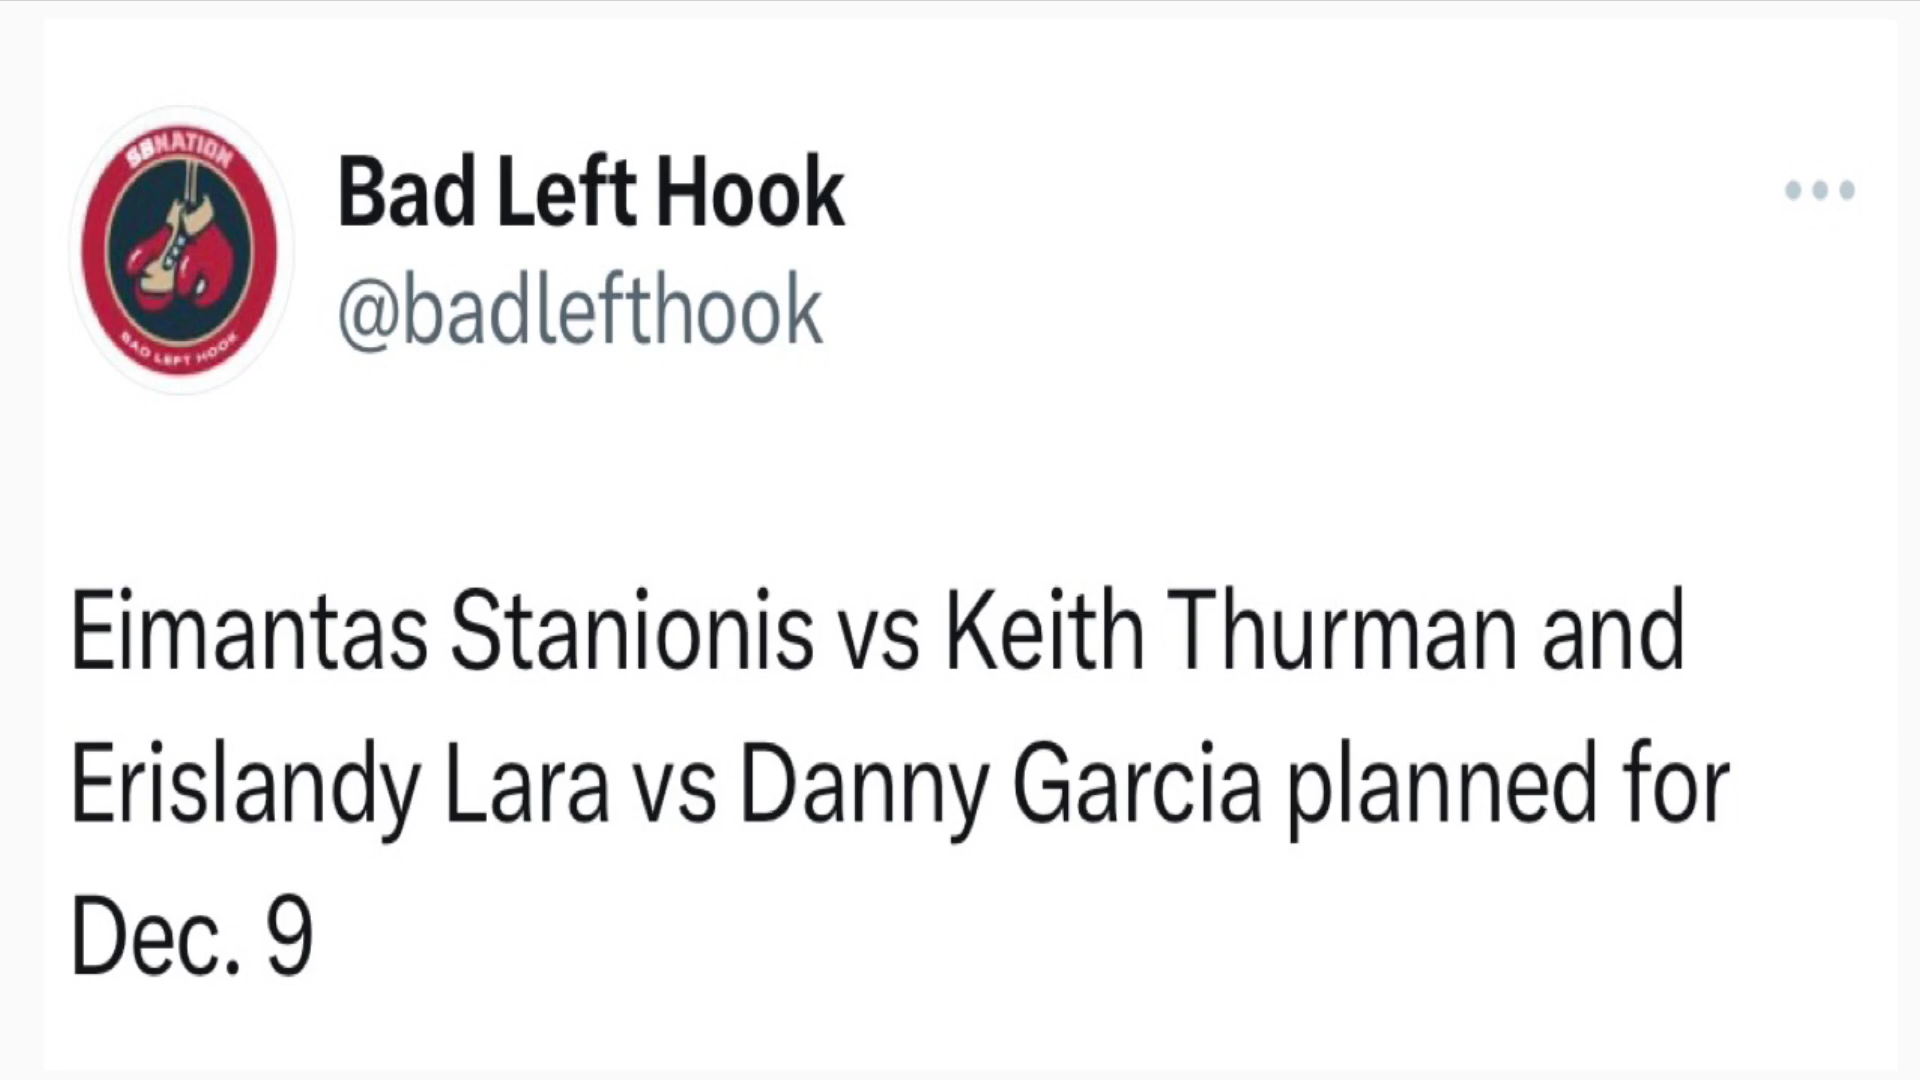 SBNATION
BAD LEFT HOOK
Bad Left Hook
@badlefthook
Eimantas Stanionis vs Keith Thurman and
Erislandy Lara vs Danny Garcia planned for
Dec. 9